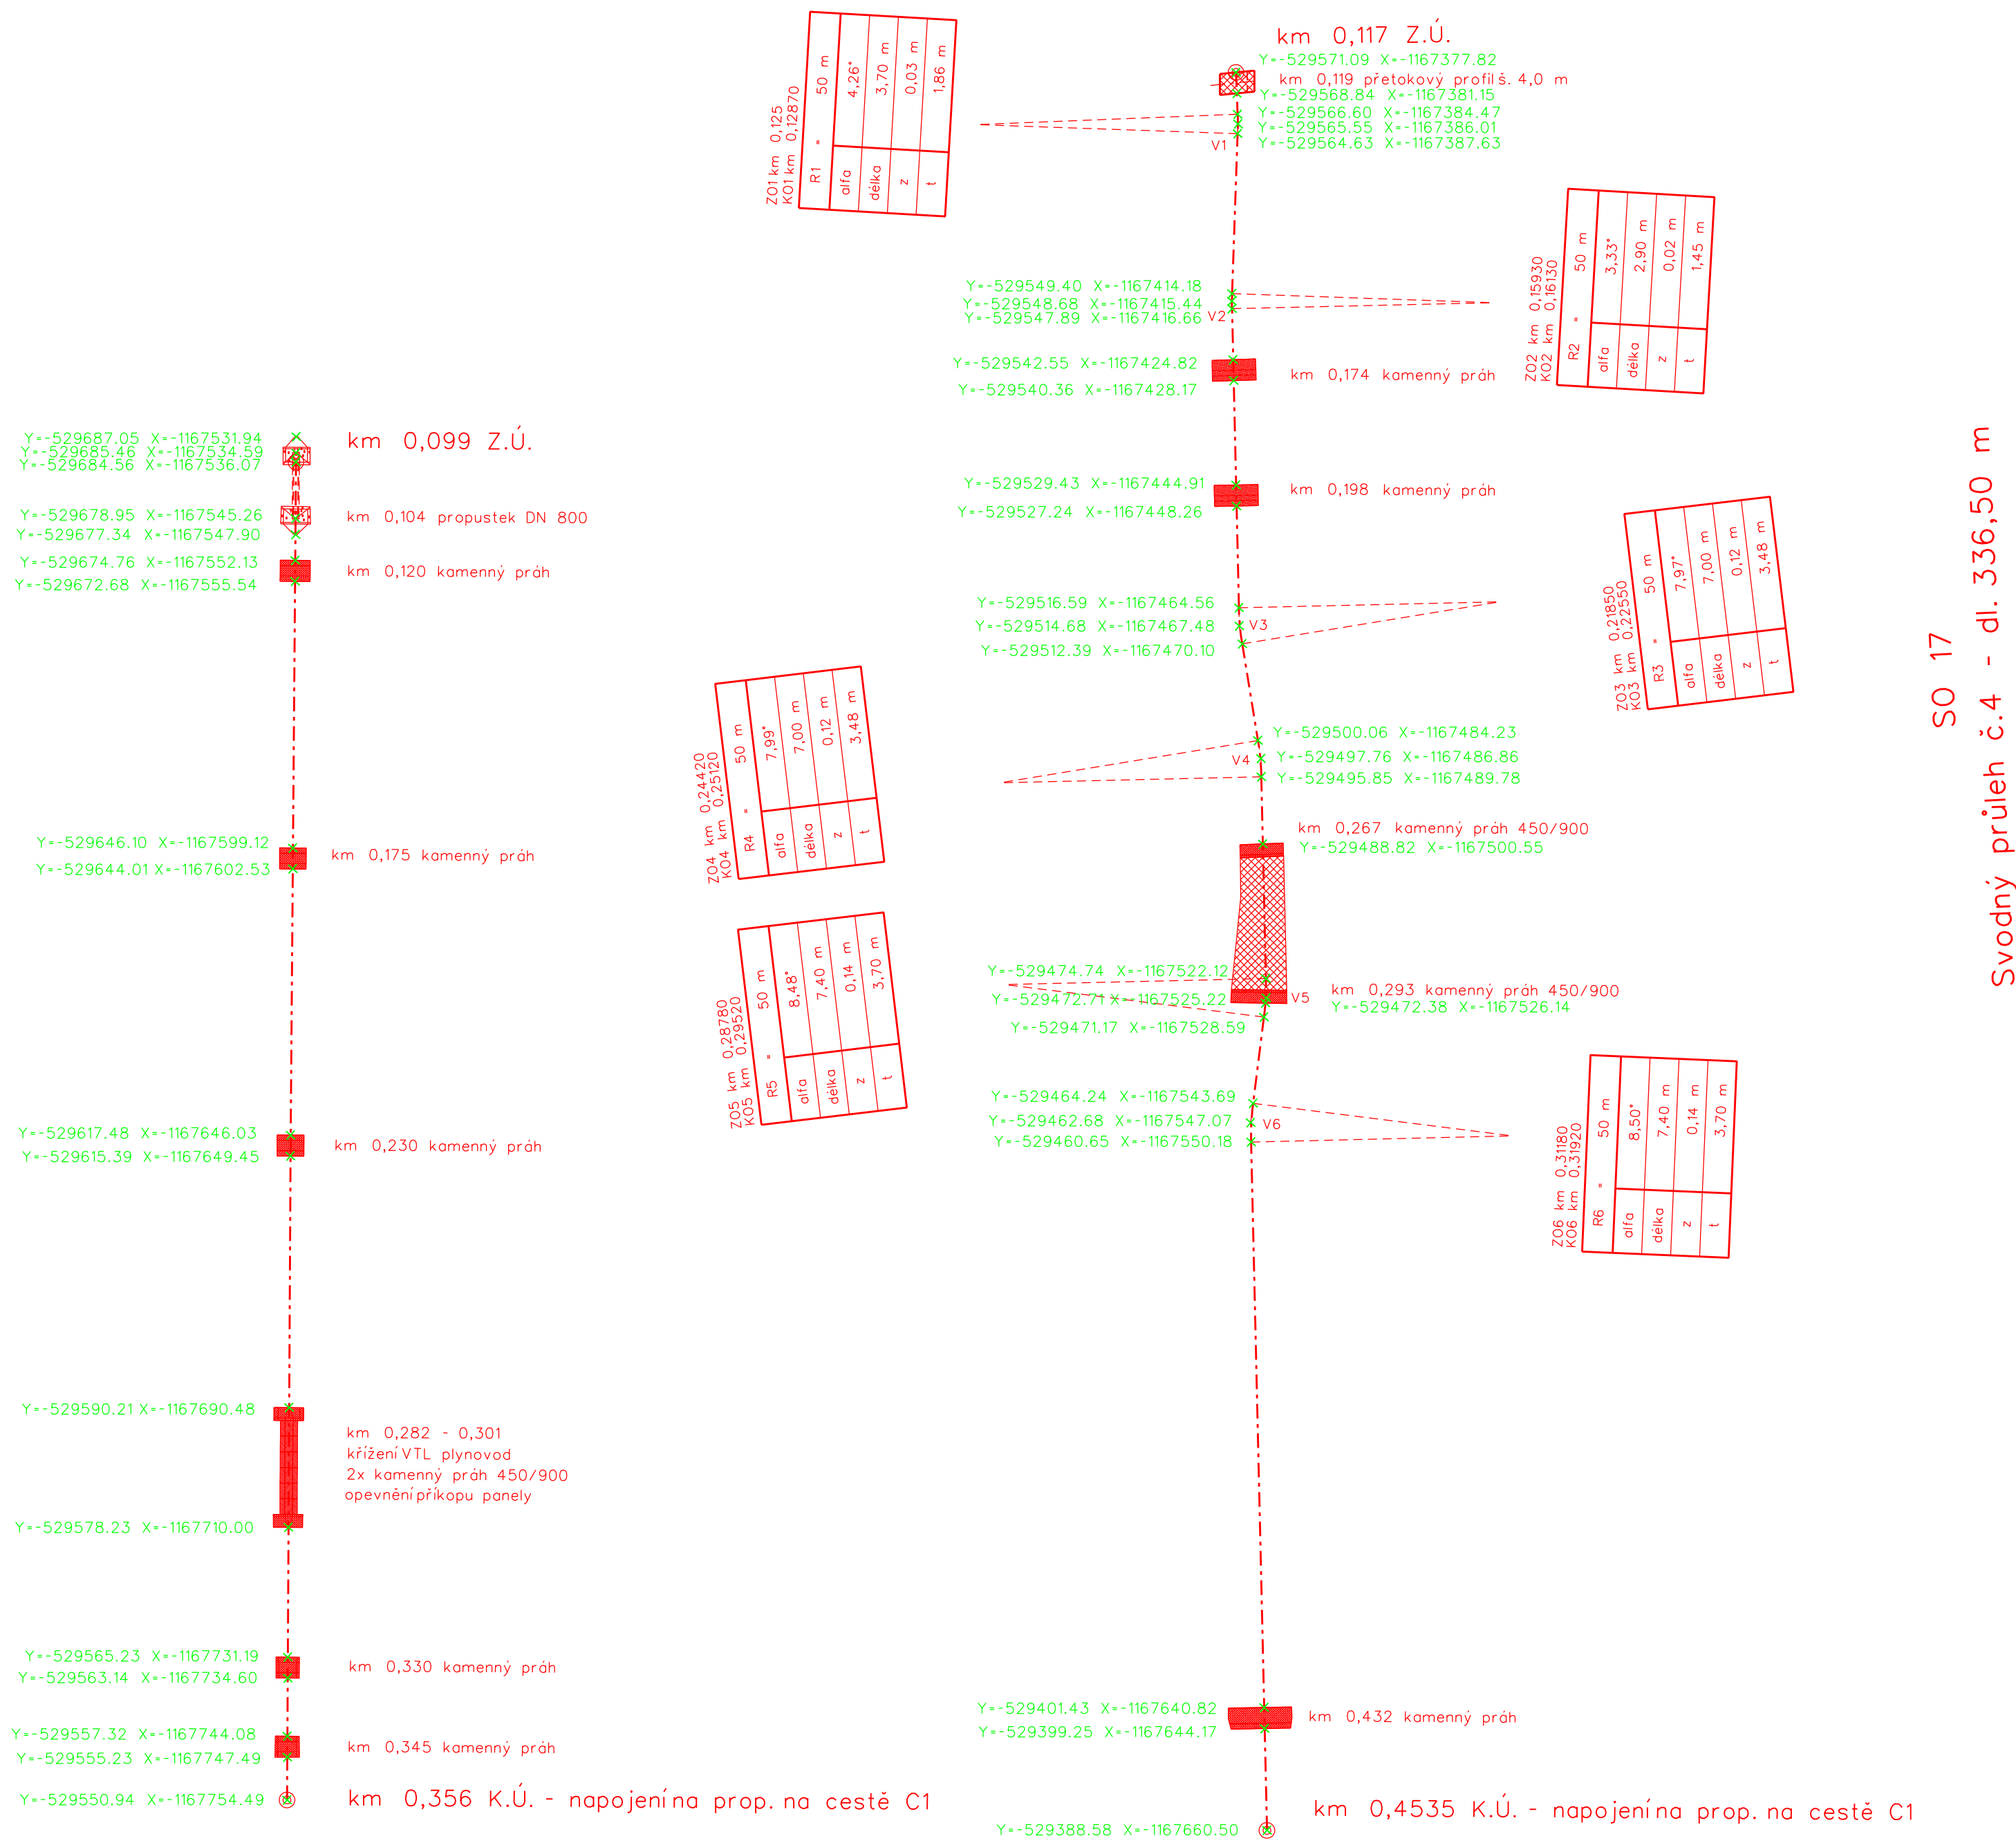 Y=-529687.05 X=-1167531.94
Y=-529685.46 X=-1167534.59
Y=-529684.56 X=-1167536.07
km 0,099 Z.Ú.
Y=-529678.95 X=-1167545.26
Y=-529677.34 X=-1167547.90
km 0,104 propustek DN 800
Y=-529674.76 X=-1167552.13
Y=-529672.68 X=-1167555.54
km 0,120 kamenný práh
Y=-529646.10 X=-1167599.12
Y=-529644.01 X=-1167602.53
km 0,175 kamenný práh
Y=-529617.48 X=-1167646.03
Y=-529615.39 X=-1167649.45
km 0,230 kamenný práh
Y=-529590.21 X=-1167690.48
km 0,282 - 0,301
křížení VTL plynovod
2x kamenný práh 450/900
opevnění příkopu panely
Y=-529578.23 X=-1167710.00
Y=-529565.23 X=-1167731.19
Y=-529563.14 X=-1167734.60
km 0,330 kamenný práh
Y=-529557.32 X=-1167744.08
Y=-529555.23 X=-1167747.49
km 0,345 kamenný práh
Y=-529550.94 X=-1167754.49
km 0,356 K.Ú. - napojení na prop. na cestě C1
km 0,117 Z.Ú.
Y=-529571.09 X=-1167377.82
km 0,119 přetokový profil š. 4,0 m
Y=-529568.84 X=-1167381.15
Y=-529566.60 X=-1167384.47
Y=-529565.55 X=-1167386.01
Y=-529564.63 X=-1167387.63
V1
ZO1 km 0,125
KO1 km 0,12870
R1 = 50 m
alfa 4,26°
délka 3,70 m
z 0,03 m
t 1,86 m
Y=-529549.40 X=-1167414.18
Y=-529548.68 X=-1167415.44
Y=-529547.89 X=-1167416.66
V2
ZO2 km 0,15930
KO2 km 0,16130
R2 = 50 m
alfa 3,33°
délka 2,90 m
z 0,02 m
t 1,45 m
Y=-529542.55 X=-1167424.82
Y=-529540.36 X=-1167428.17
km 0,174 kamenný práh
Y=-529529.43 X=-1167444.91
Y=-529527.24 X=-1167448.26
km 0,198 kamenný práh
Y=-529516.59 X=-1167464.56
Y=-529514.68 X=-1167467.48
Y=-529512.39 X=-1167470.10
V3
ZO3 km 0,21850
KO3 km 0,22550
R3 = 50 m
alfa 7,97°
délka 7,00 m
z 0,12 m
t 3,48 m
Y=-529500.06 X=-1167484.23
Y=-529497.76 X=-1167486.86
Y=-529495.85 X=-1167489.78
V4
ZO4 km 0,24420
KO4 km 0,25120
R4 = 50 m
alfa 7,99°
délka 7,00 m
z 0,12 m
t 3,48 m
km 0,267 kamenný práh 450/900
Y=-529488.82 X=-1167500.55
Y=-529474.74 X=-1167522.12
Y=-529472.71 X=-1167525.22
Y=-529471.17 X=-1167528.59
V5
km 0,293 kamenný práh 450/900
Y=-529472.38 X=-1167526.14
ZO5 km 0,28780
KO5 km 0,29520
R5 = 50 m
alfa 8,48°
délka 7,40 m
z 0,14 m
t 3,70 m
Y=-529464.24 X=-1167543.69
Y=-529462.68 X=-1167547.07
Y=-529460.65 X=-1167550.18
V6
ZO6 km 0,31180
KO6 km 0,31920
R6 = 50 m
alfa 8,50°
délka 7,40 m
z 0,14 m
t 3,70 m
Y=-529401.43 X=-1167640.82
Y=-529399.25 X=-1167644.17
km 0,432 kamenný práh
Y=-529388.58 X=-1167660.50
km 0,4535 K.Ú. - napojení na prop. na cestě C1
SO 17
Svodný průleh č.4 - dl. 336,50 m